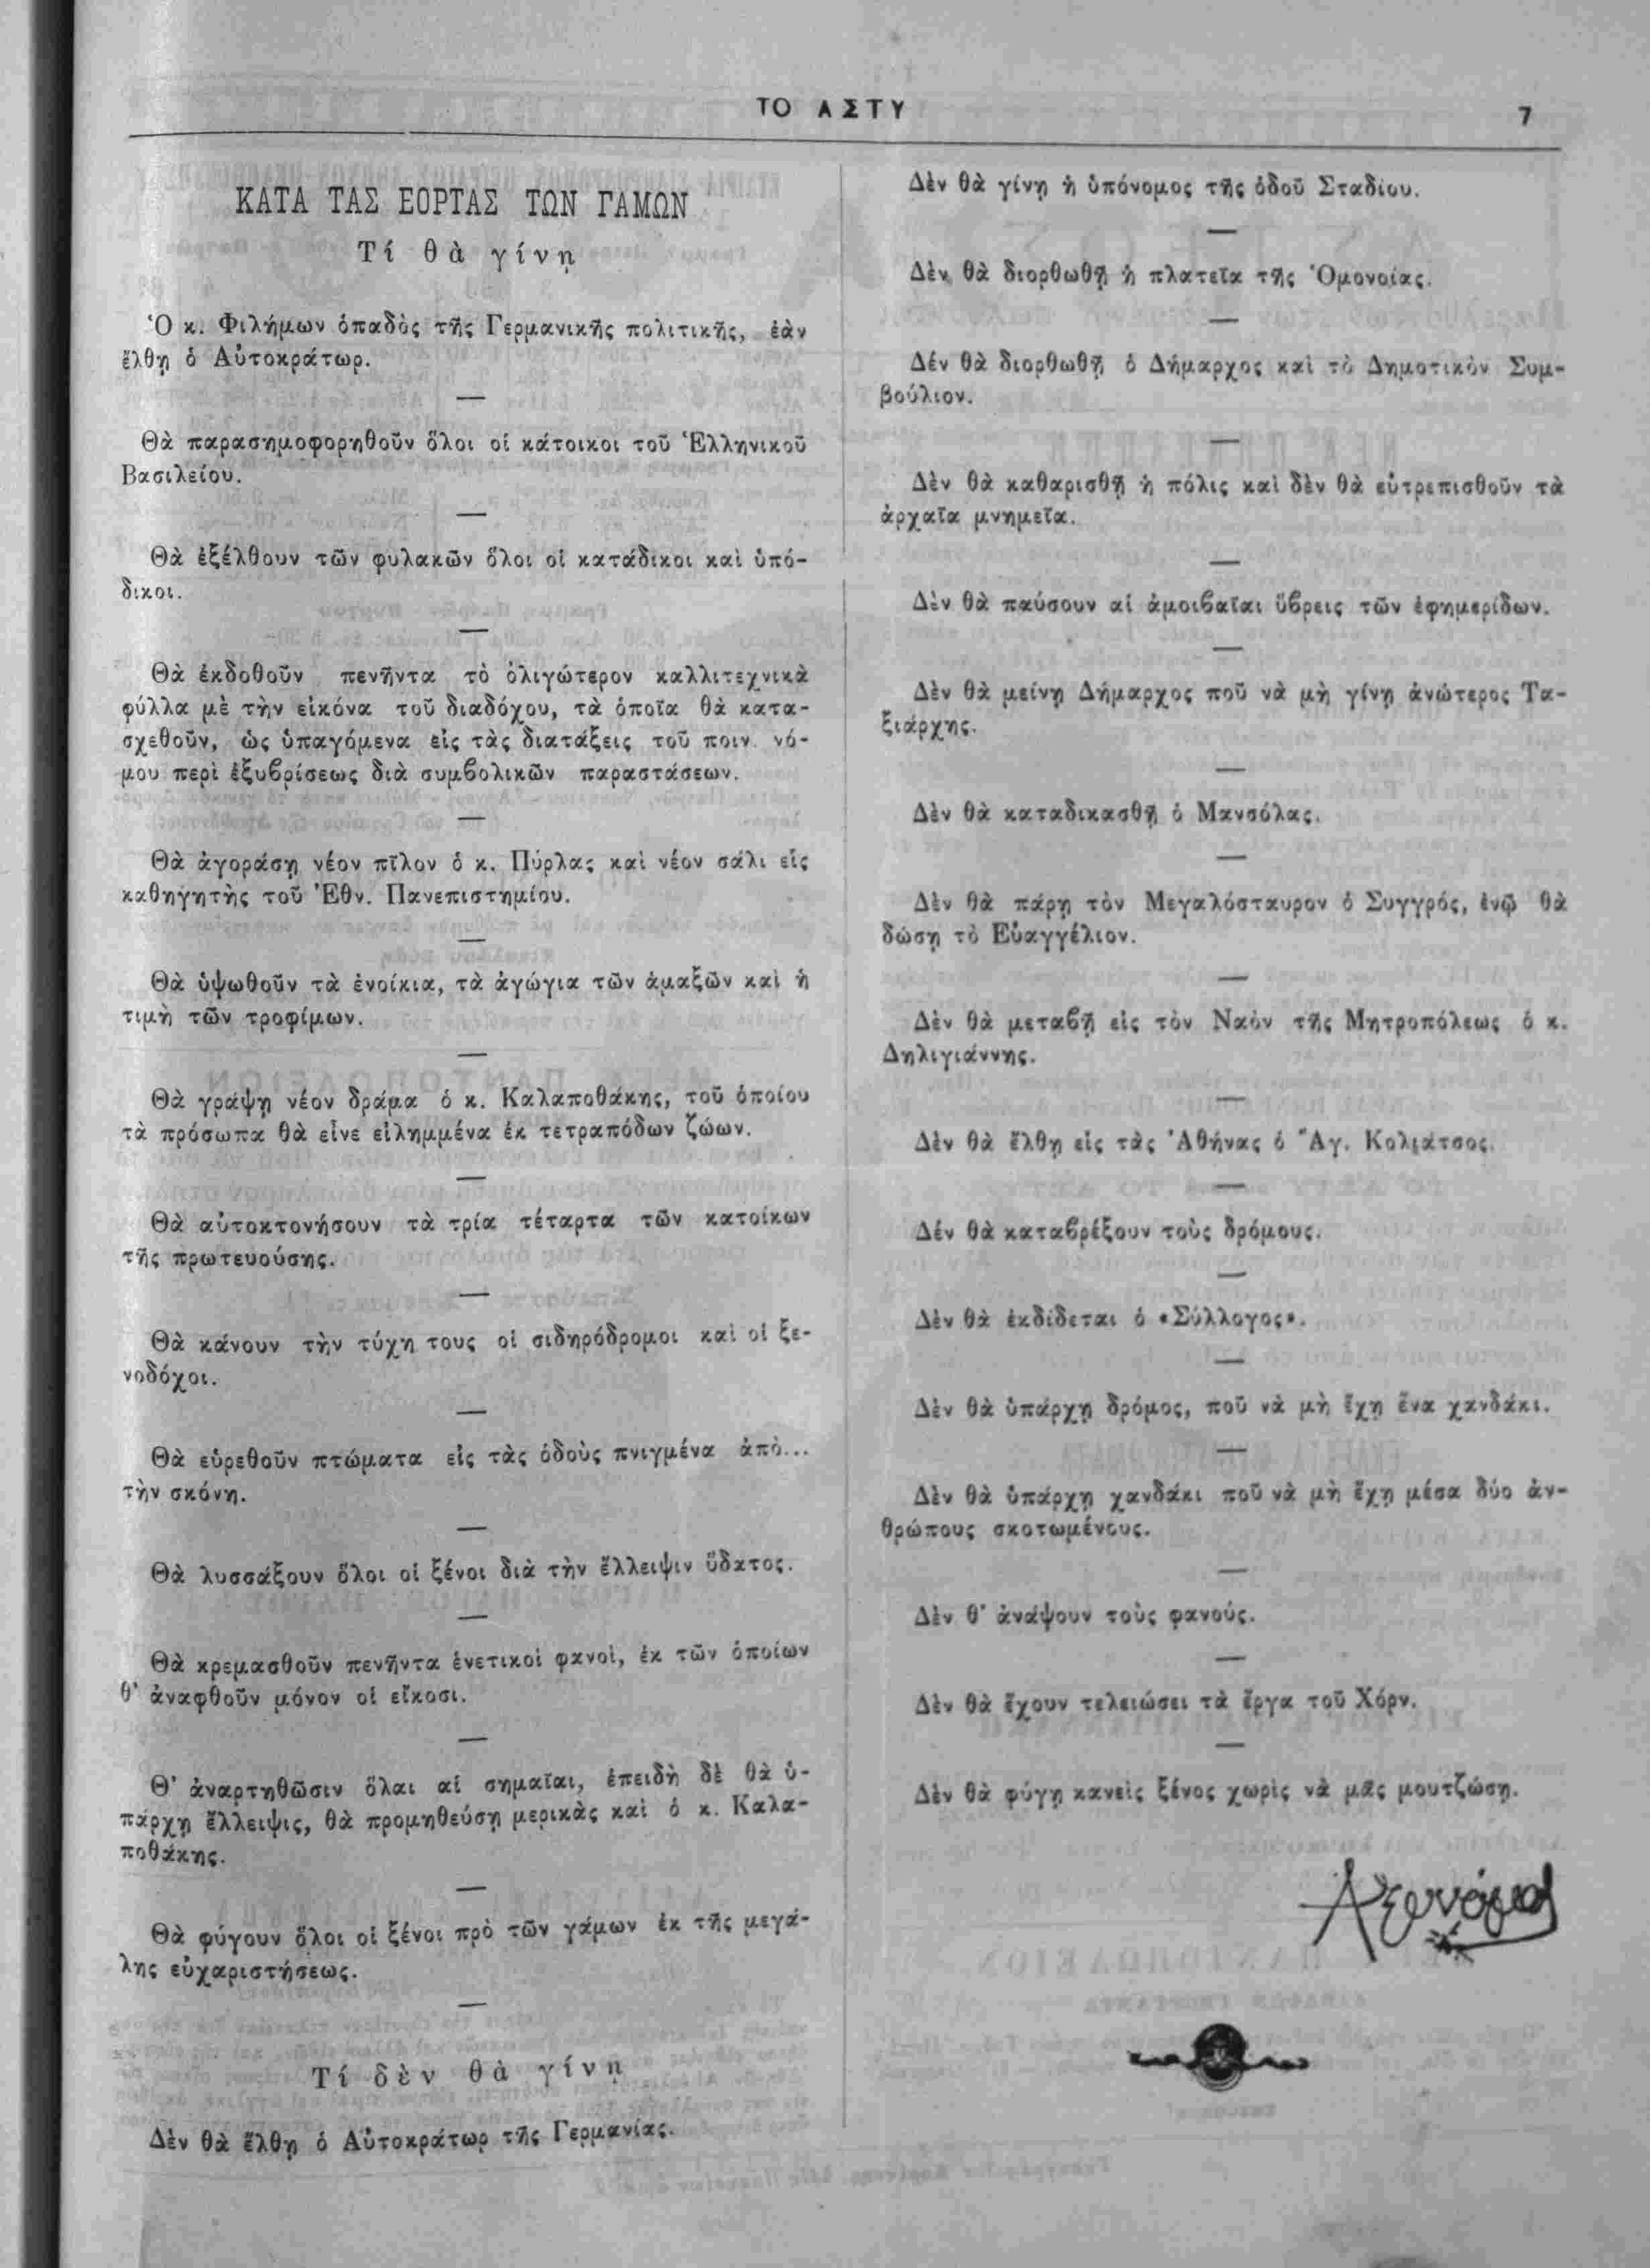 ΤΟ ΑΣΤΥ
7
ΚΑΤΑ ΤΑΣ ΕΟΡΤΑΣ ΤΩΝ ΓΑΜΩΝ
Τί θὰ γίνῃ
Ὁ κ. Φιλήμων ὀπαδὸς τῆς Γερμανικῆς πολιτικῆς, ἐὰν
ἔλθῃ ὁ Αὐτοκράτωρ.
—
Θὰ παρασημοφορηθοῦν ὅλοι οἱ κάτοικοι τοῦ Ἑλληνικοῦ
Βασιλείου.
—
Θὰ ἐξέλθουν τῶν φυλακῶν ὅλοι οἱ κατάδικοι καὶ ὑπό-
δικοι.
—
Θὰ ἐκδοθοῦν πενῆντα τὸ ὀλιγώτερον καλλιτεχνικὰ
φύλλα μὲ τὴν εἰκόνα τοῦ διαδόχου, τὰ ὁποῖα θὰ κατα-
σχεθοῦν, ὡς ὑπαγόμενα εἰς τὰς διατάξεις τοῦ ποιν. νό-
μου περὶ ἐξυβρίσεως διὰ συμβολικῶν παραστάσεων.
—
Θὰ ἀγοράσῃ νέον πῖλον ὁ κ. Πύρλας καὶ νέον σάλι εἷς
καθηγητὴς τοῦ Ἐθν. Πανεπιστημίου.
—
Θὰ ὑψωθοῦν τὰ ἐνοίκια, τὰ ἀγώγια τῶν ἁμαξῶν καὶ ἡ
τιμὴ τῶν τροφίμων.
—
Θὰ γράψῃ νέον δράμα ὁ κ. Καλαποθάκης, τοῦ ὁποίου
τὰ πρόσωπα θὰ εἶνε εἰλημμένα ἐκ τετραπόδων ζώων.
—
Θὰ αὐτοκτονήσουν τὰ τρία τέταρτα τῶν κατοίκων
τῆς πρωτευούσης.
—
Θὰ κάνουν τὴν τύχη τους οἱ σιδηρόδρομοι καὶ οἱ ξε-
νοδόχοι.
—
Θὰ εὑρεθοῦν πτώματα εἰς τὰς ὁδοὺς πνιγμένα ἀπὸ...
τὴν σκόνη.
—
Θὰ λυσσάξουν ὅλοι οἱ ξένοι διὰ τὴν ἔλλειψιν ὕδατος.
—
Θὰ κρεμασθοῦν πενῆντα ἑνετικοὶ φανοὶ, ἐκ τῶν ὁποίων
θ' ἀναφθοῦν μόνον οἱ εἴκοσι.
—
Θ' ἀναρτηθῶσιν ὅλαι αἱ σημαῖαι, ἐπειδὴ δὲ θὰ ὑ-
πάρχῃ ἔλλειψις, θὰ προμηθεύσῃ μερικὰς καὶ ὁ κ. Καλα-
ποθάκης.
—
Θὰ φύγουν ὅλοι οἱ ξένοι πρὸ τῶν γάμων ἐκ τῆς μεγά-
λης εὐχαριστήσεως.
—
Τί δὲν θὰ γίνῃ
Δὲν θὰ ἔλθῃ ὁ Αὐτοκράτωρ τῆς Γερμανίας.
Δὲν θὰ γίνῃ ἡ ὑπόνομος τῆς ὁδοῦ Σταδίου.
—
Δὲν θὰ διορθωθῇ ἡ πλατεῖα τῆς Ὁμονοίας.
—
Δέν θὰ διορθωθῇ ὁ Δήμαρχος καὶ τὸ Δημοτικὸν Συμ-
βούλιον.
—
Δὲν θὰ καθαρισθῇ ἡ πόλις καὶ δὲν θὰ εὐτρεπισθοῦν τὰ
ἀρχαῖα μνημεῖα.
—
Δὲν θὰ παύσουν αἱ ἀμοιβαῖαι ὕβρεις τῶν ἐφημερίδων.
—
Δὲν θὰ μείνῃ Δήμαρχος ποῦ νὰ μὴ γίνῃ ἀνώτερος Τα-
ξιάρχης.
—
Δὲν θὰ καταδικασθῇ ὁ Μανσόλας.
—
Δὲν θὰ πάρῃ τὸν Μεγαλόσταυρον ὁ Συγγρός, ἐνῷ θὰ
δώσῃ τὸ Εὐαγγέλιον.
—
Δὲν θὰ μεταβῇ εἰς τὸν Ναὸν τῆς Μητροπόλεως ὁ κ.
Δηλιγιάννης.
—
Δὲν θὰ ἔλθῃ εἰς τὰς Ἀθήνας ὁ Ἅγ. Κολιάτσος.
—
Δέν θὰ καταβρέξουν τοὺς δρόμους.
—
Δὲν θὰ ἐκδίδεται ὁ «Σύλλογος».
—
Δὲν θὰ ὑπάρχῃ δρόμος, ποῦ νὰ μὴ ἔχῃ ἕνα χανδάκι.
—
Δὲν θὰ ὑπάρχῃ χανδάκι ποῦ νὰ μὴ ἔχῃ μέσα δύο ἀν-
θρώπους σκοτωμένους.
—
Δὲν θ' ἀνάψουν τοὺς φανούς.
—
Δὲν θὰ ἔχουν τελειώσει τὰ ἔργα τοῦ Χόρν.
—
Δὲν θὰ φύγῃ κανεὶς ξένος χωρὶς νὰ μᾶς μουτζώσῃ.